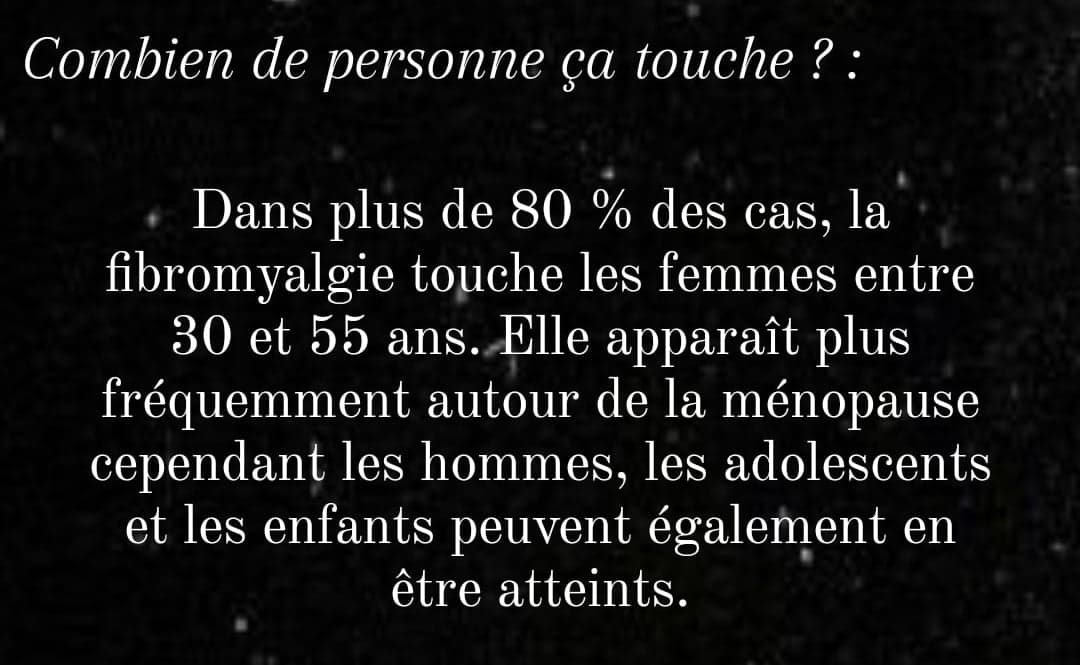 Combien de personne ça touche ? :
Dans plus de 80 % des cas, la
fibromyalgie touche les femmes entre
30 et 55 ans. Elle apparaît plus
fréquemment autour de la ménopause
cependant les hommes, les adolescents
et les enfants peuvent également en
être atteints.